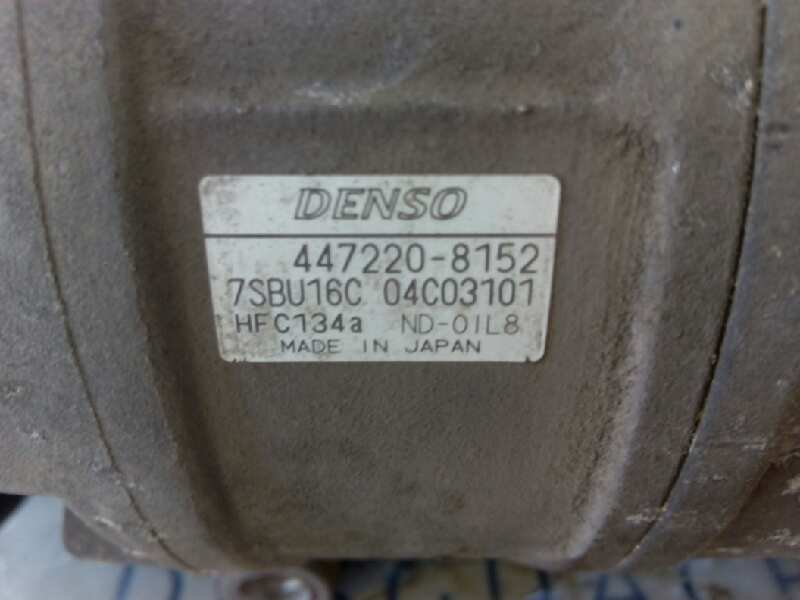 DENSO
447220-8152
7SBU16C 04C03101
HFC134a ND-OIL8
MADE IN JAPAN